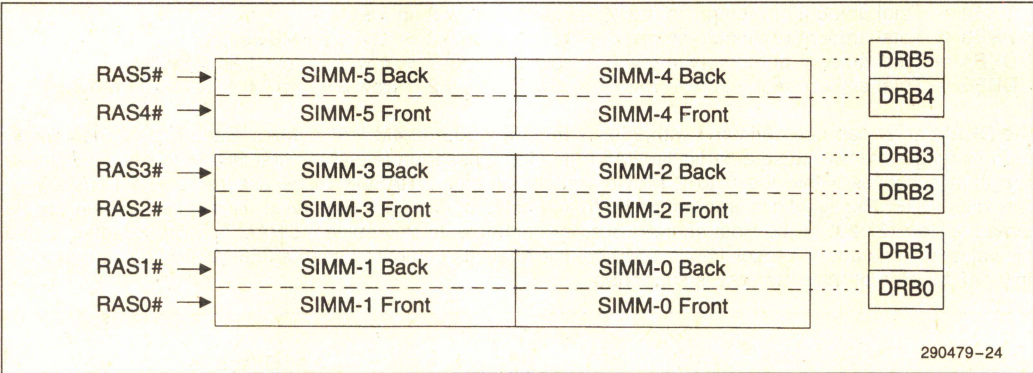 RAS5# SIMM-5 Back SIMM-4 Back DRB5
RAS4# SIMM-5 Front SIMM-4 Front DRB4
RAS3# SIMM-3 Back SIMM-2 Back DRB3
RAS2# SIMM-3 Front SIMM-2 Front DRB2
RAS1# SIMM-1 Back SIMM-0 Back DRB1
RAS0# SIMM-1 Front SIMM-0 Front DRB0
290479-24